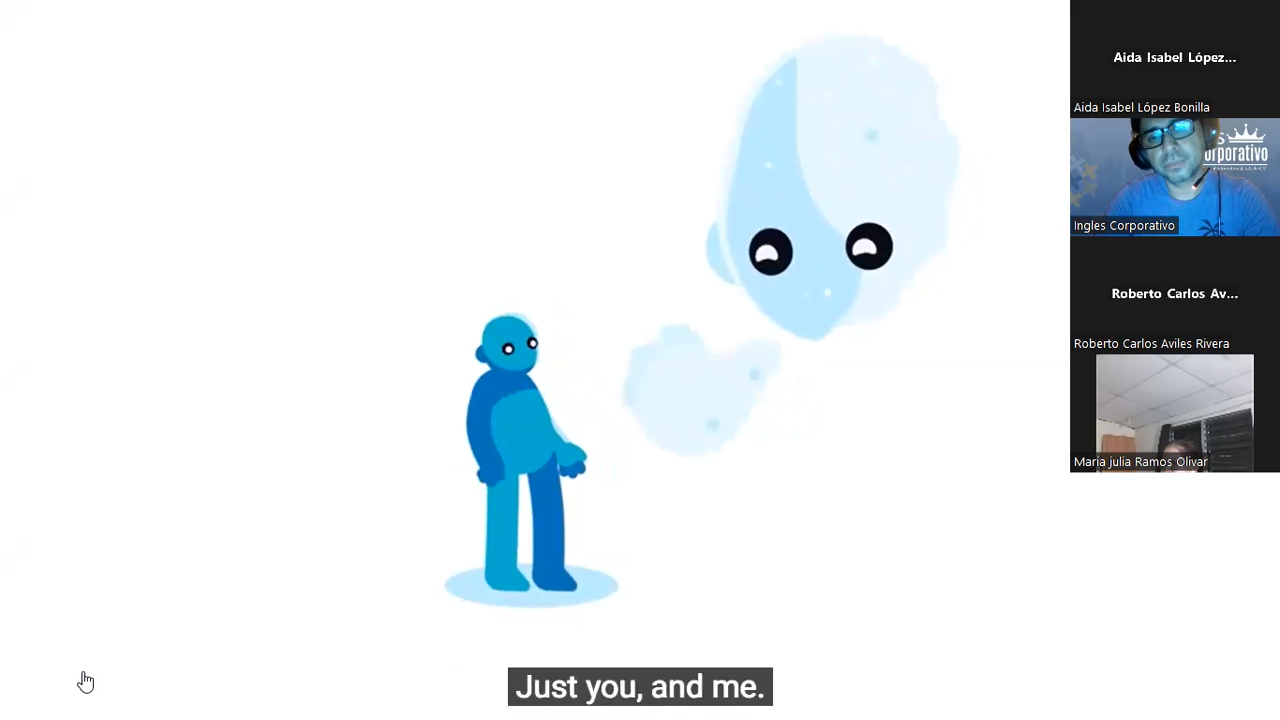 Aida Isabel López...
Aida Isabel López Bonilla
orporativo
Ingles Corporativo
Roberto Carlos Av...
Roberto Carlos Aviles Rivera
Maria julia Ramos Olivar
Just you, and me.